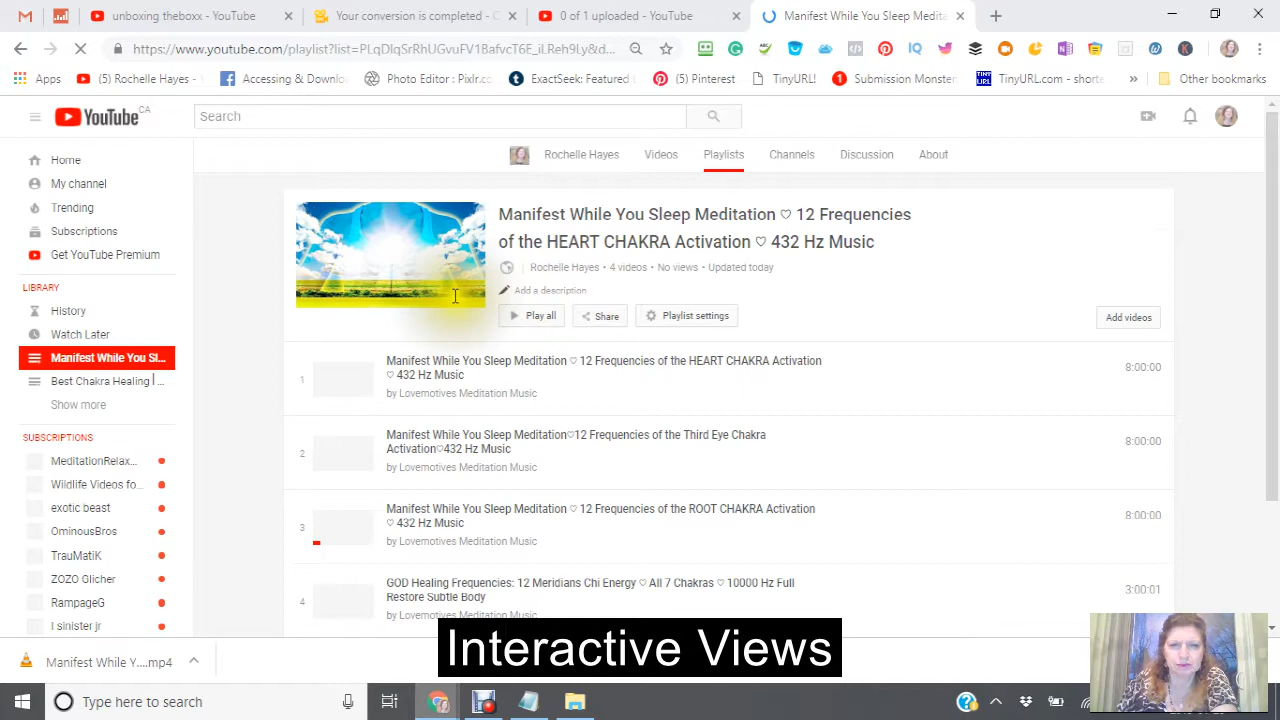 unboxing theboxx - YouTube
Your conversion is completed - C
0 of 1 uploaded - YouTube
Manifest While You Sleep Medita
https://www.youtube.com/playlist?list=
Apps
(5) Rochelle Hayes -
Accessing & Downlo
Photo Editor: Pixlr.co
ExactSeek: Featured
(5) Pinterest
TinyURL!
Submission Monster
TinyURL.com - shorte
Other bookmarks
YouTube CA
Search
Rochelle Hayes
Videos
Playlists
Channels
Discussion
About
Home
My channel
Trending
Subscriptions
Get YouTube Premium
LIBRARY
History
Watch Later
Manifest While You Sl...
Best Chakra Healing | ...
Show more
SUBSCRIPTIONS
MeditationRelax...
Wildlife Videos fo...
exotic beast
OminousBros
TrauMatiK
ZOZO Glicher
RampageG
I sinister jr
Manifest While You Sleep Meditation ♡ 12 Frequencies
of the HEART CHAKRA Activation ♡ 432 Hz Music
Rochelle Hayes • 4 videos • No views • Updated today
Add a description
Play all
Share
Playlist settings
Add videos
1
Manifest While You Sleep Meditation ♡ 12 Frequencies of the HEART CHAKRA Activation
♡ 432 Hz Music
by Lovemotives Meditation Music
8:00:00
2
Manifest While You Sleep Meditation♡12 Frequencies of the Third Eye Chakra
Activation♡432 Hz Music
by Lovemotives Meditation Music
8:00:00
3
Manifest While You Sleep Meditation ♡ 12 Frequencies of the ROOT CHAKRA Activation
♡ 432 Hz Music
by Lovemotives Meditation Music
8:00:00
4
GOD Healing Frequencies: 12 Meridians Chi Energy ♡ All 7 Chakras ♡ 10000 Hz Full
Restore Subtle Body
by Lovemotives Meditation Music
3:00:01
Interactive Views
Manifest While Y....mp4
Type here to search